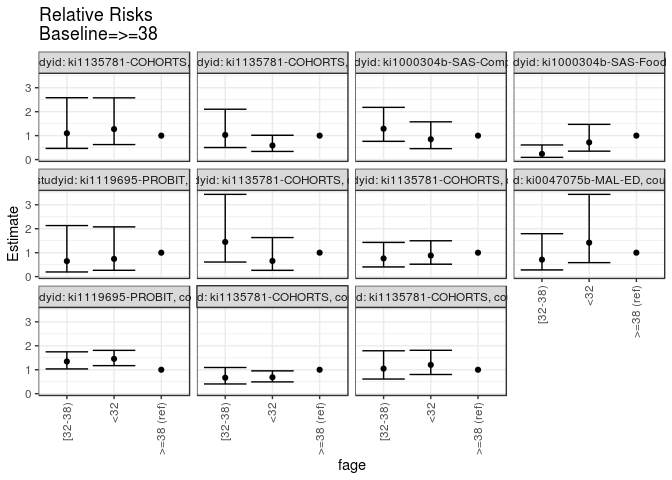 Relative Risks
Baseline=>=38
dyid: ki1135781-COHORTS,
dyid: ki1135781-COHORTS,
dyid: ki1000304b-SAS-Comp
dyid: ki1000304b-SAS-Food
3
2
1
0
studyid: ki1119695-PROBIT,
dyid: ki1135781-COHORTS,
dyid: ki1135781-COHORTS,
d: ki0047075b-MAL-ED, cou
3
2
1
0
dyid: ki1119695-PROBIT, co
d: ki1135781-COHORTS, co
d: ki1135781-COHORTS, co
3
2
1
0
Estimate
[32-38)
<32
>=38 (ref)
[32-38)
<32
>=38 (ref)
[32-38)
<32
>=38 (ref)
[32-38)
<32
>=38 (ref)
fage